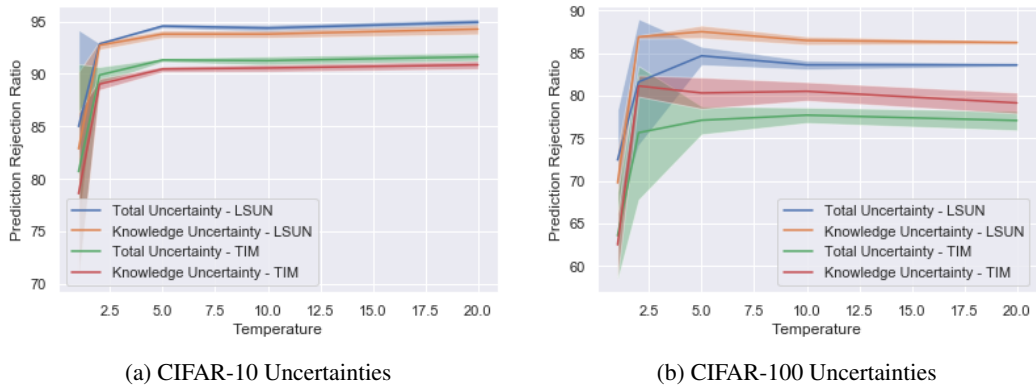 95
90
85
80
75
70
Prediction Rejection Ratio
Total Uncertainty - LSUN
Knowledge Uncertainty - LSUN
Total Uncertainty - TIM
Knowledge Uncertainty - TIM
2.5 5.0 7.5 10.0 12.5 15.0 17.5 20.0
Temperature
(a) CIFAR-10 Uncertainties
90
85
80
75
70
65
60
Prediction Rejection Ratio
Total Uncertainty - LSUN
Knowledge Uncertainty - LSUN
Total Uncertainty - TIM
Knowledge Uncertainty - TIM
2.5 5.0 7.5 10.0 12.5 15.0 17.5 20.0
Temperature
(b) CIFAR-100 Uncertainties